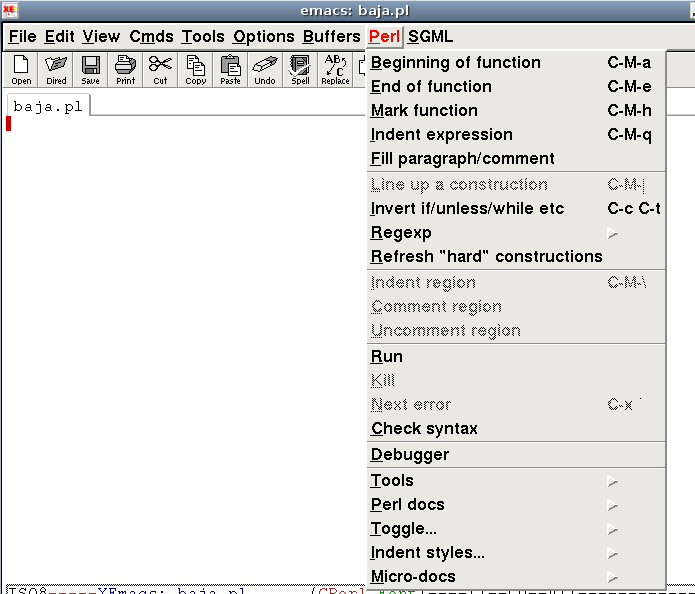 emacs: baja.pl
File Edit View Cmds Tools Options Buffers Perl SGML
Open Dired Save Print Cut Copy Paste Undo Spell Replace
baja.pl
Beginning of function C-M-a
End of function C-M-e
Mark function C-M-h
Indent expression C-M-q
Fill paragraph/comment
Line up a construction C-M-|
Invert if/unless/while etc C-c C-t
Regexp
Refresh "hard" constructions
Indent region C-M-\
Comment region
Uncomment region
Run
Kill
Next error C-x `
Check syntax
Debugger
Tools
Perl docs
Toggle...
Indent styles...
Micro-docs
ISO8-----XEmacs: baja.pl (CPerl